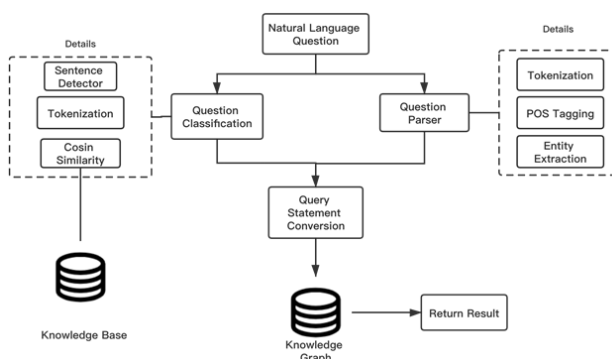 Natural Language
Question
Details
Sentence
Detector
Tokenization
Cosin
Similarity
Question
Classification
Question
Parser
Details
Tokenization
POS Tagging
Entity
Extraction
Query
Statement
Conversion
Knowledge Base
Knowledge
Graph
Return Result